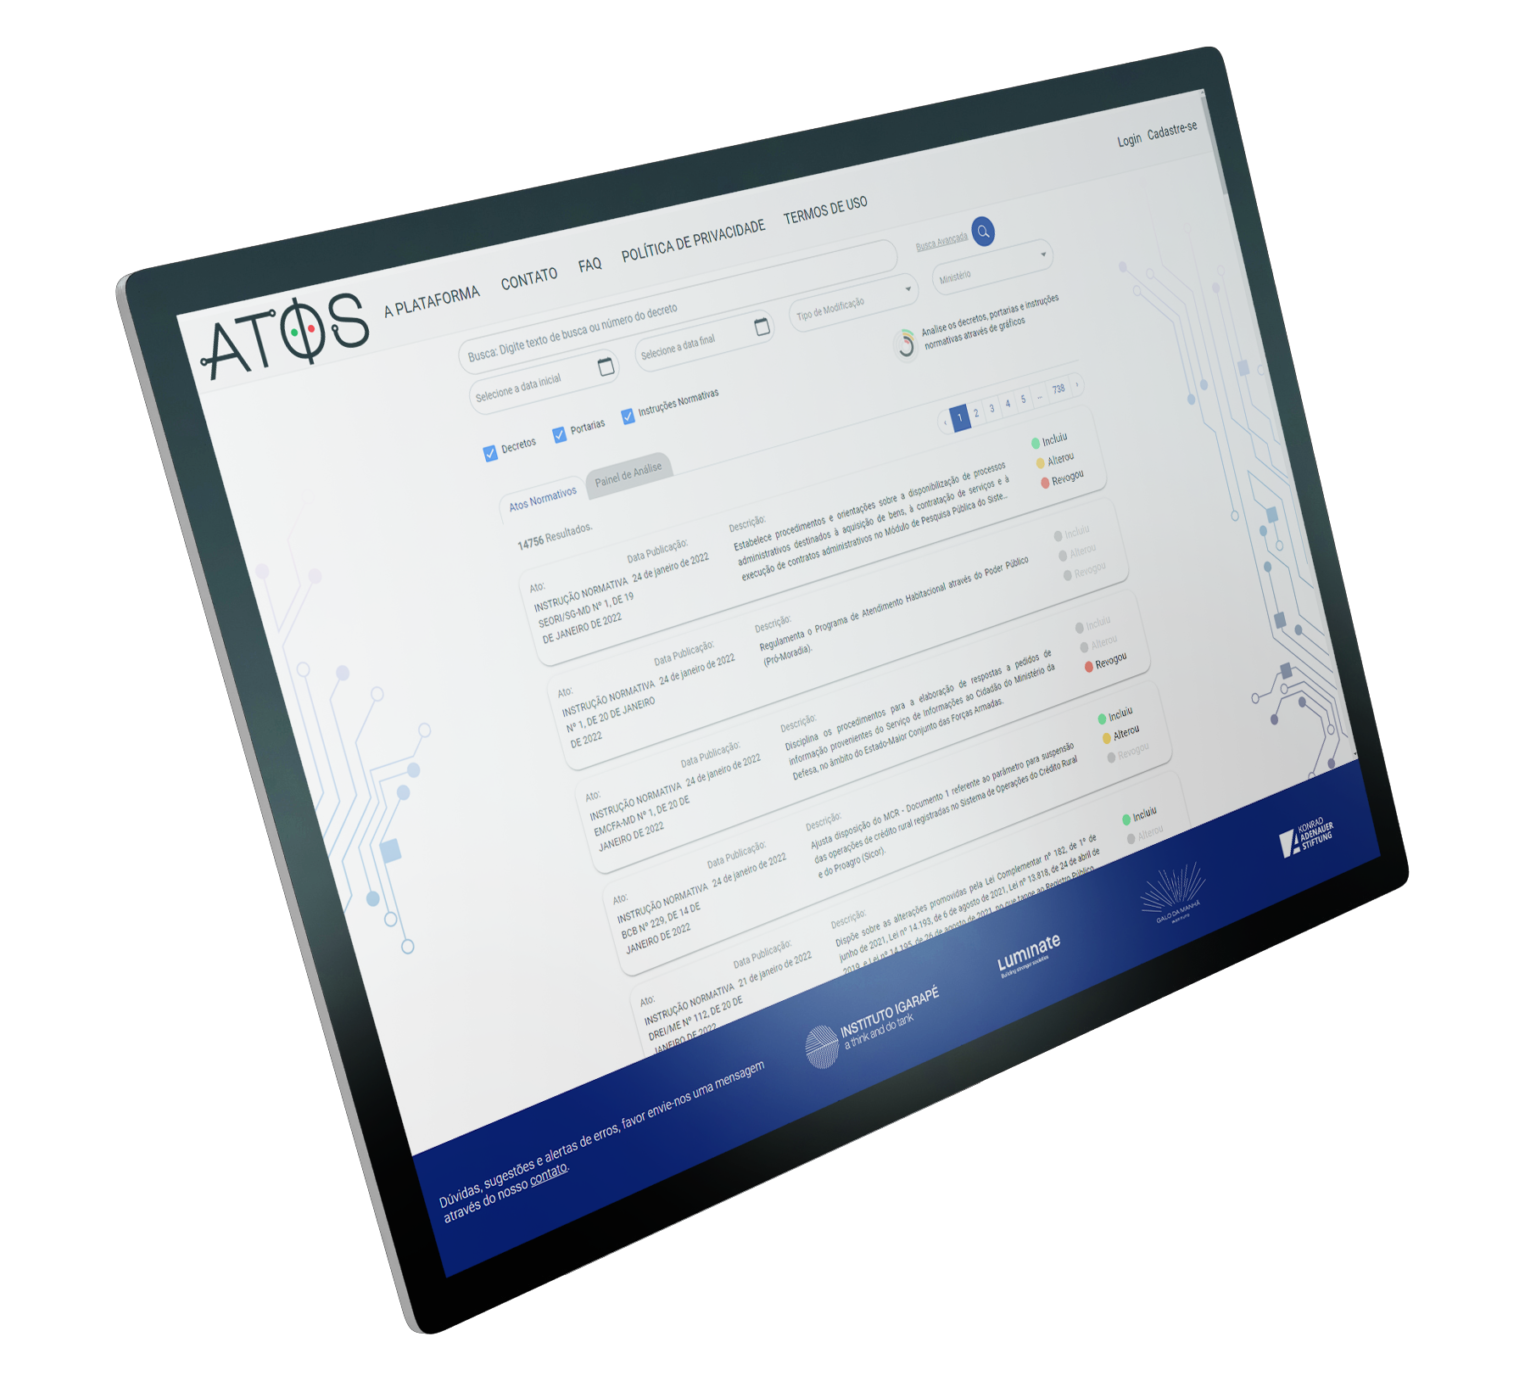 Login Cadastre-se
ATOS
A PLATAFORMA CONTATO FAQ POLÍTICA DE PRIVACIDADE TERMOS DE USO
Busca: Digite texto de busca ou número do decreto
Busca Avançada
Selecione a data inicial
Selecione a data final
Tipo de Modificação
Ministério
Decretos Portarias Instruções Normativas
Analise os decretos, portarias e instruções
normativas através de gráficos
Atos Normativos Painel de Análise
‹ 1 2 3 4 5 ... 738 ›
14756 Resultados.
Ato:
INSTRUÇÃO NORMATIVA
SEORI/SG-MD Nº 1, DE 19
DE JANEIRO DE 2022
Data Publicação:
24 de janeiro de 2022
Descrição:
Estabelece procedimentos e orientações sobre a disponibilização de processos
administrativos destinados à aquisição de bens, à contratação de serviços e à
execução de contratos administrativos no Módulo de Pesquisa Pública do Siste...
Incluiu
Alterou
Revogou
Ato:
INSTRUÇÃO NORMATIVA
Nº 1, DE 20 DE JANEIRO
DE 2022
Data Publicação:
24 de janeiro de 2022
Descrição:
Regulamenta o Programa de Atendimento Habitacional através do Poder Público
(Pró-Moradia).
Incluiu
Alterou
Revogou
Ato:
INSTRUÇÃO NORMATIVA
EMCFA-MD Nº 1, DE 20 DE
JANEIRO DE 2022
Data Publicação:
24 de janeiro de 2022
Descrição:
Disciplina os procedimentos para a elaboração de respostas a pedidos de
informação provenientes do Serviço de Informações ao Cidadão do Ministério da
Defesa, no âmbito do Estado-Maior Conjunto das Forças Armadas.
Incluiu
Alterou
Revogou
Ato:
INSTRUÇÃO NORMATIVA
BCB Nº 229, DE 14 DE
JANEIRO DE 2022
Data Publicação:
24 de janeiro de 2022
Descrição:
Ajusta disposição do MCR - Documento 1 referente ao parâmetro para suspensão
das operações de crédito rural registradas no Sistema de Operações do Crédito Rural
e do Proagro (Sicor).
Incluiu
Alterou
Revogou
Ato:
INSTRUÇÃO NORMATIVA
DREI/ME Nº 112, DE 20 DE
JANEIRO DE 2022
Data Publicação:
21 de janeiro de 2022
Descrição:
Dispõe sobre as alterações promovidas pela Lei Complementar nº 182, de 1º de
junho de 2021, Lei nº 14.193, de 6 de agosto de 2021, Lei nº 13.818, de 24 de abril de
2019, e Lei nº 14.195, de 26 de agosto de 2021, no que tange ao Registro Público
Incluiu
Alterou
Dúvidas, sugestões e alertas de erros, favor envie-nos uma mensagem
através do nosso contato.
INSTITUTO IGARAPÉ
a think and do tank
Luminate
Building stronger societies
GALO DA MANHÃ
KONRAD
ADENAUER
STIFTUNG